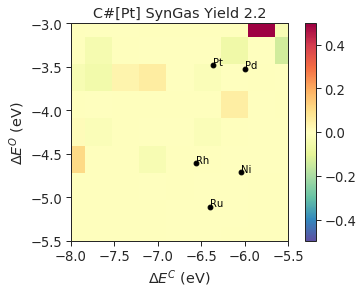 C#[Pt] SynGas Yield 2.2
−3.0
−3.5
−4.0
−4.5
−5.0
−5.5
ΔE^O (eV)
Pt
Pd
Rh
Ni
Ru
−8.0 −7.5 −7.0 −6.5 −6.0 −5.5
ΔE^C (eV)
0.4
0.2
0.0
−0.2
−0.4